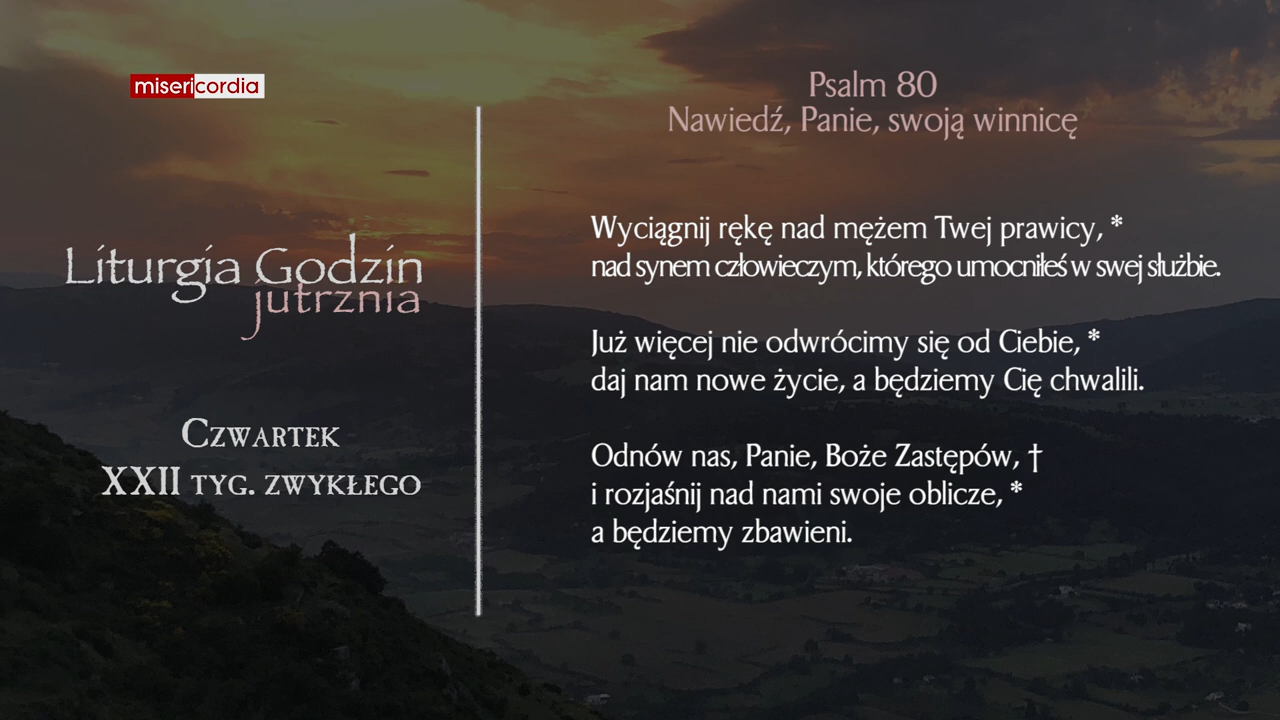 misericordia
Liturgia Godzin
jutrznia
Czwartek
XXII tyg. zwykłego
Psalm 80
Nawiedź, Panie, swoją winnicę
Wyciągnij rękę nad mężem Twej prawicy, *
nad synem człowieczym, którego umocniłeś w swej służbie.
Już więcej nie odwrócimy się od Ciebie, *
daj nam nowe życie, a będziemy Cię chwalili.
Odnów nas, Panie, Boże Zastępów, †
i rozjaśnij nad nami swoje oblicze, *
a będziemy zbawieni.